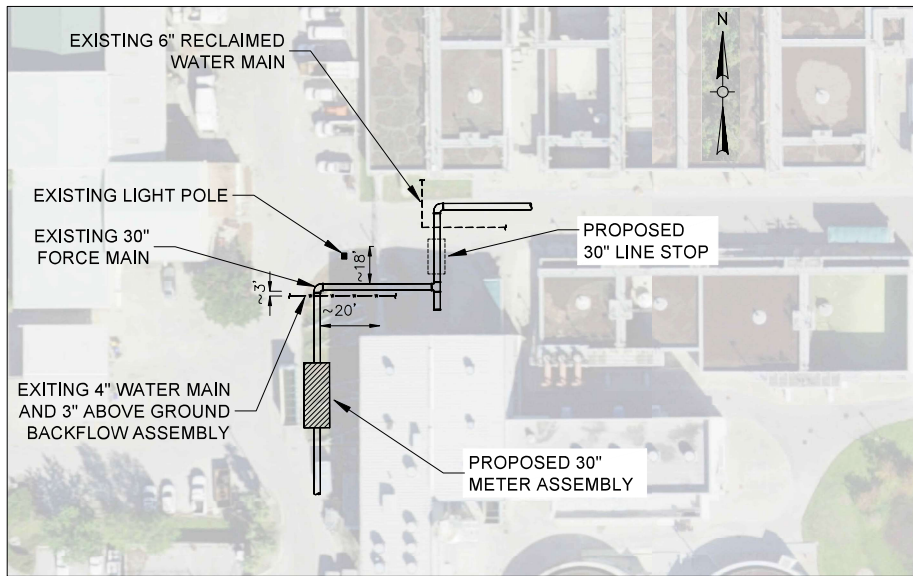 EXISTING 6" RECLAIMED
WATER MAIN
N
EXISTING LIGHT POLE
EXISTING 30"
FORCE MAIN
~18'
~3'
~20'
PROPOSED
30" LINE STOP
EXITING 4" WATER MAIN
AND 3" ABOVE GROUND
BACKFLOW ASSEMBLY
PROPOSED 30"
METER ASSEMBLY